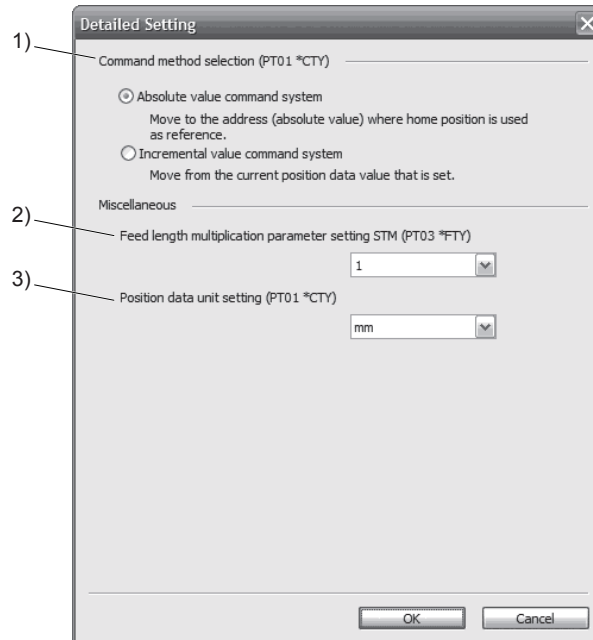 Detailed Setting
1)
Command method selection (PT01 *CTY)
Absolute value command system
Move to the address (absolute value) where home position is used
as reference.
Incremental value command system
Move from the current position data value that is set.
Miscellaneous
2)
Feed length multiplication parameter setting STM (PT03 *FTY)
1
3)
Position data unit setting (PT01 *CTY)
mm
OK
Cancel